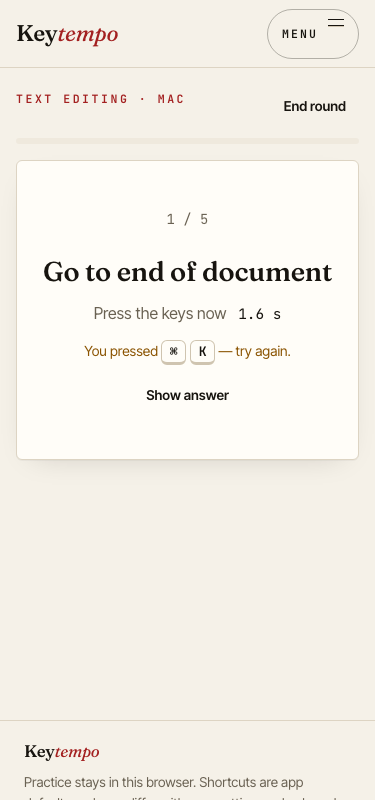 Keytempo
MENU
TEXT EDITING · MAC
End round
1 / 5
Go to end of document
Press the keys now 1.6 s
You pressed ⌘ K — try again.
Show answer
Keytempo
Practice stays in this browser. Shortcuts are app